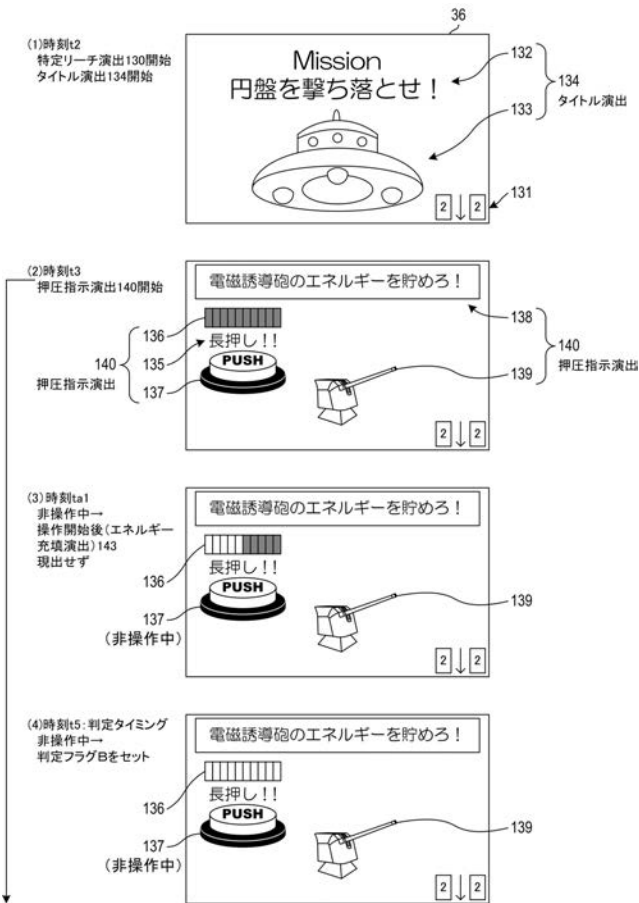 36
(1)時刻t2
特定リーチ演出130開始
タイトル演出134開始
Mission
円盤を撃ち落とせ！
132
133
134
タイトル演出
2 ↓ 2
131
(2)時刻t3
押圧指示演出140開始
電磁誘導砲のエネルギーを貯めろ！
138
136
135
長押し!!
PUSH
137
140
押圧指示演出
139
140
押圧指示演出
2 ↓ 2
(3)時刻ta1
非操作中→
操作開始後(エネルギー
充填演出)143
現出せず
電磁誘導砲のエネルギーを貯めろ！
136
長押し!!
PUSH
137
(非操作中)
139
2 ↓ 2
(4)時刻t5:判定タイミング
非操作中→
判定フラグBをセット
電磁誘導砲のエネルギーを貯めろ！
136
長押し!!
PUSH
137
(非操作中)
139
2 ↓ 2